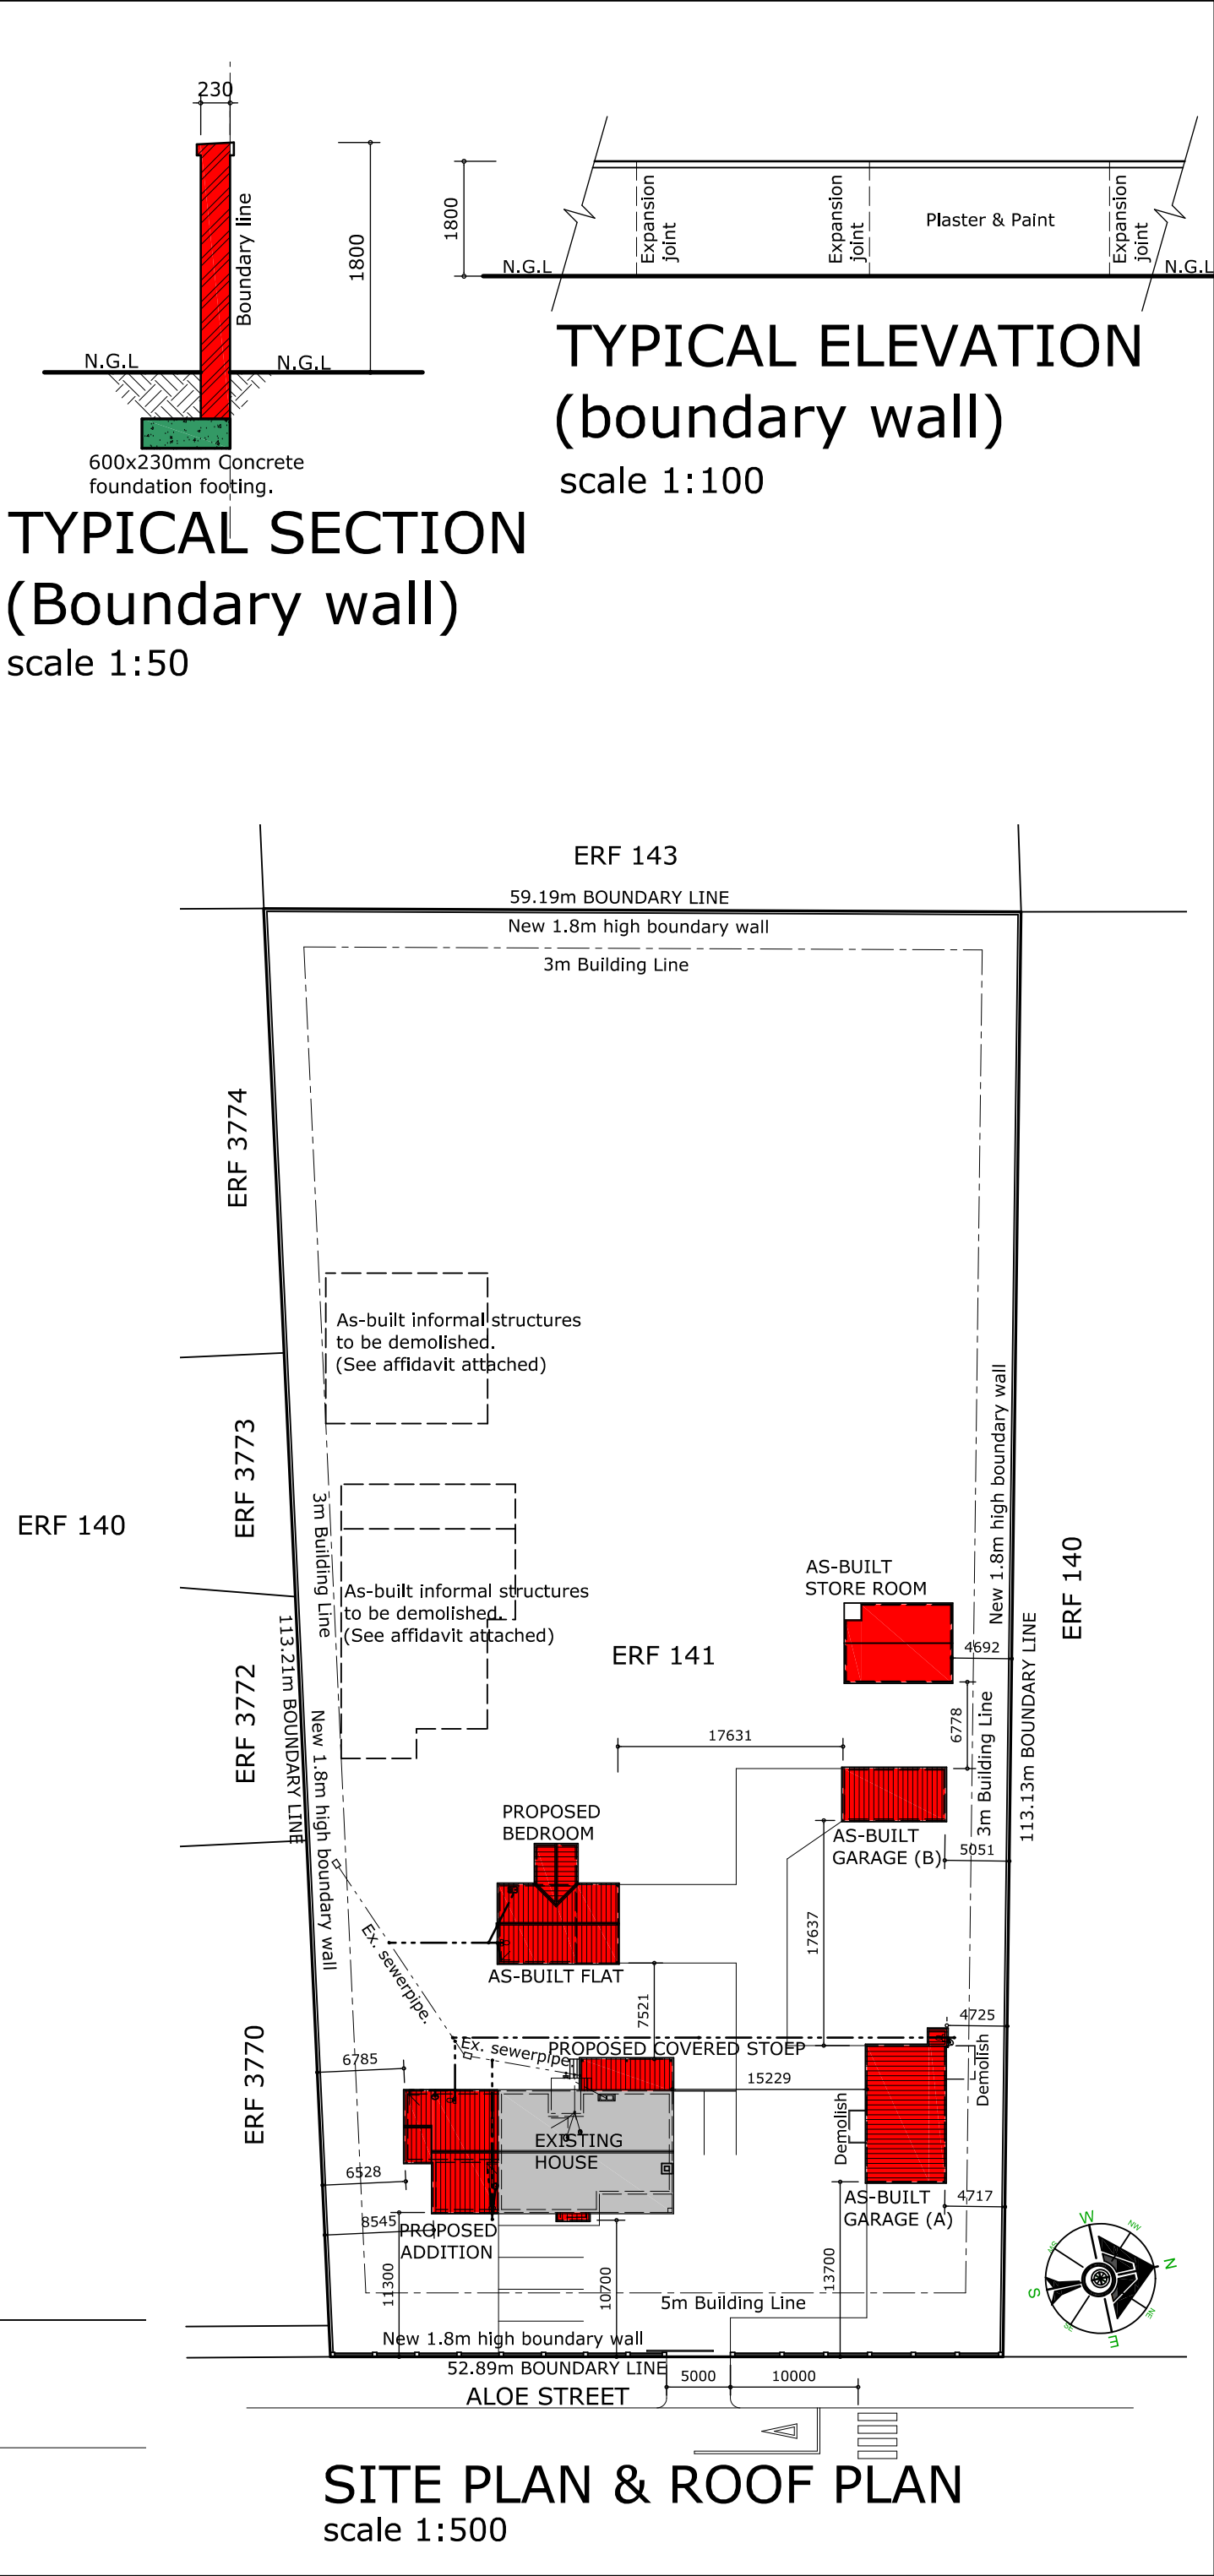 230
Boundary line
1800
N.G.L
N.G.L
600x230mm Concrete
foundation footing.
TYPICAL SECTION
(Boundary wall)
scale 1:50
1800
Expansion
joint
Expansion
joint
Plaster & Paint
Expansion
joint
N.G.L
N.G.L
TYPICAL ELEVATION
(boundary wall)
scale 1:100
ERF 143
59.19m BOUNDARY LINE
New 1.8m high boundary wall
3m Building Line
ERF 3774
As-built informal structures
to be demolished.
(See affidavit attached)
ERF 3773
ERF 140
3m Building Line
As-built informal structures
to be demolished.
(See affidavit attached)
New 1.8m high boundary wall
AS-BUILT
STORE ROOM
ERF 140
ERF 141
4692
113.21m BOUNDARY LINE
ERF 3772
New 1.8m high boundary wall
17631
6778
3m Building Line
113.13m BOUNDARY LINE
PROPOSED
BEDROOM
AS-BUILT
GARAGE (B)
5051
17637
Ex. sewerpipe.
AS-BUILT FLAT
7521
4725
ERF 3770
Ex. sewerpipe
PROPOSED COVERED STOEP
6785
15229
Demolish
Demolish
EXISTING
HOUSE
6528
AS-BUILT
GARAGE (A)
4717
8545
PROPOSED
ADDITION
11300
10700
13700
5m Building Line
W
NW
N
NE
E
SE
S
SW
New 1.8m high boundary wall
52.89m BOUNDARY LINE
5000
10000
ALOE STREET
SITE PLAN & ROOF PLAN
scale 1:500